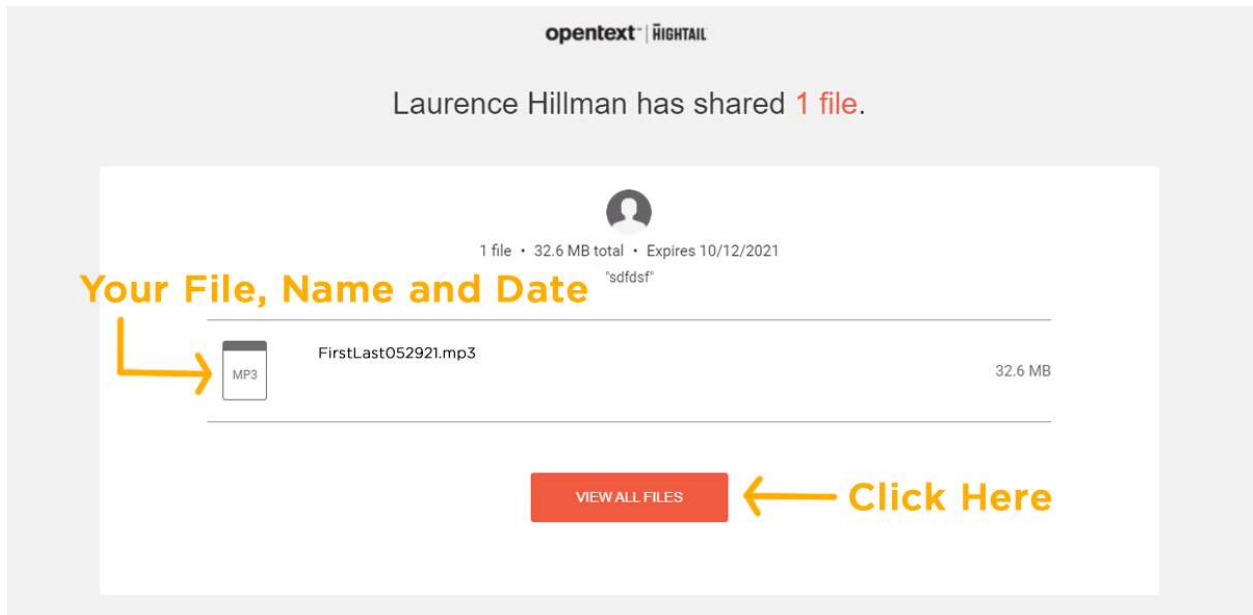 opentext™ | HIGHTAIL
Laurence Hillman has shared 1 file.
1 file • 32.6 MB total • Expires 10/12/2021
"sdfdsf"
Your File, Name and Date
MP3
FirstLast052921.mp3
32.6 MB
VIEW ALL FILES
Click Here